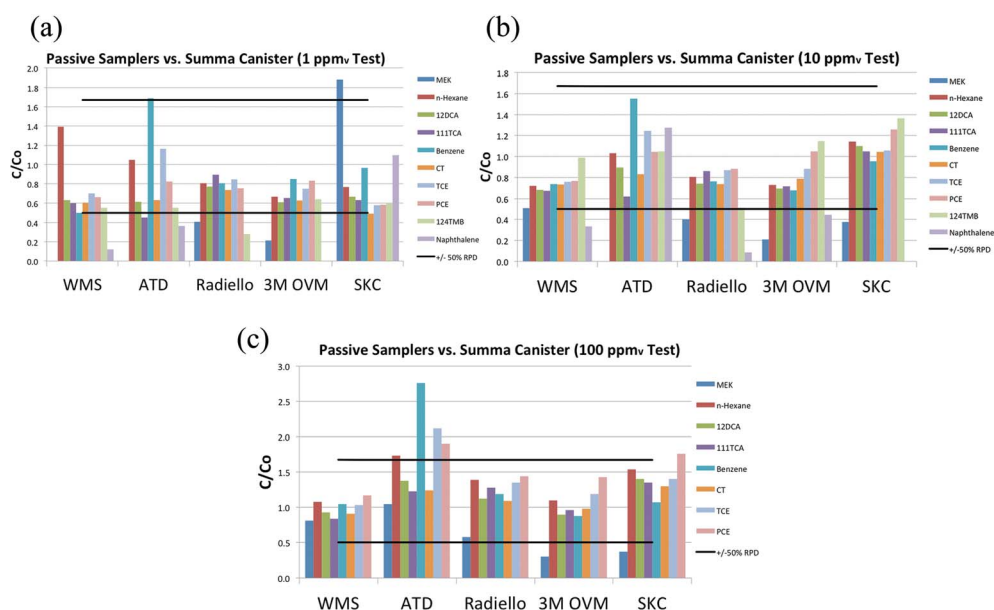 (a)
Passive Samplers vs. Summa Canister (1 ppmv Test)
C/Co
2.0
1.8
1.6
1.4
1.2
1.0
0.8
0.6
0.4
0.2
0.0
WMS ATD Radiello 3M OVM SKC
MEK
n-Hexane
12DCA
111TCA
Benzene
CT
TCE
PCE
124TMB
Naphthalene
+/- 50% RPD
(b)
Passive Samplers vs. Summa Canister (10 ppmv Test)
C/Co
1.8
1.6
1.4
1.2
1.0
0.8
0.6
0.4
0.2
0.0
WMS ATD Radiello 3M OVM SKC
MEK
n-Hexane
12DCA
111TCA
Benzene
CT
TCE
PCE
124TMB
Naphthalene
+/- 50% RPD
(c)
Passive Samplers vs. Summa Canister (100 ppmv Test)
C/Co
3.0
2.5
2.0
1.5
1.0
0.5
0.0
WMS ATD Radiello 3M OVM SKC
MEK
n-Hexane
12DCA
111TCA
Benzene
CT
TCE
PCE
+/-50% RPD